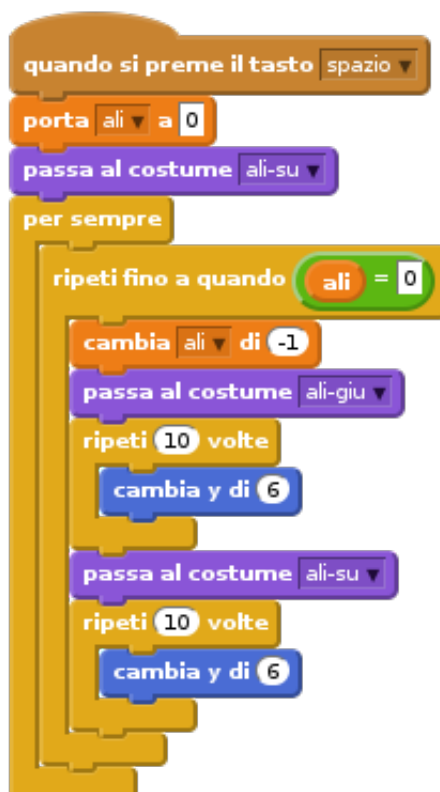 quando si preme il tasto spazio
porta ali a 0
passa al costume ali-su
per sempre
ripeti fino a quando ali = 0
cambia ali di -1
passa al costume ali-giu
ripeti 10 volte
cambia y di 6
passa al costume ali-su
ripeti 10 volte
cambia y di 6